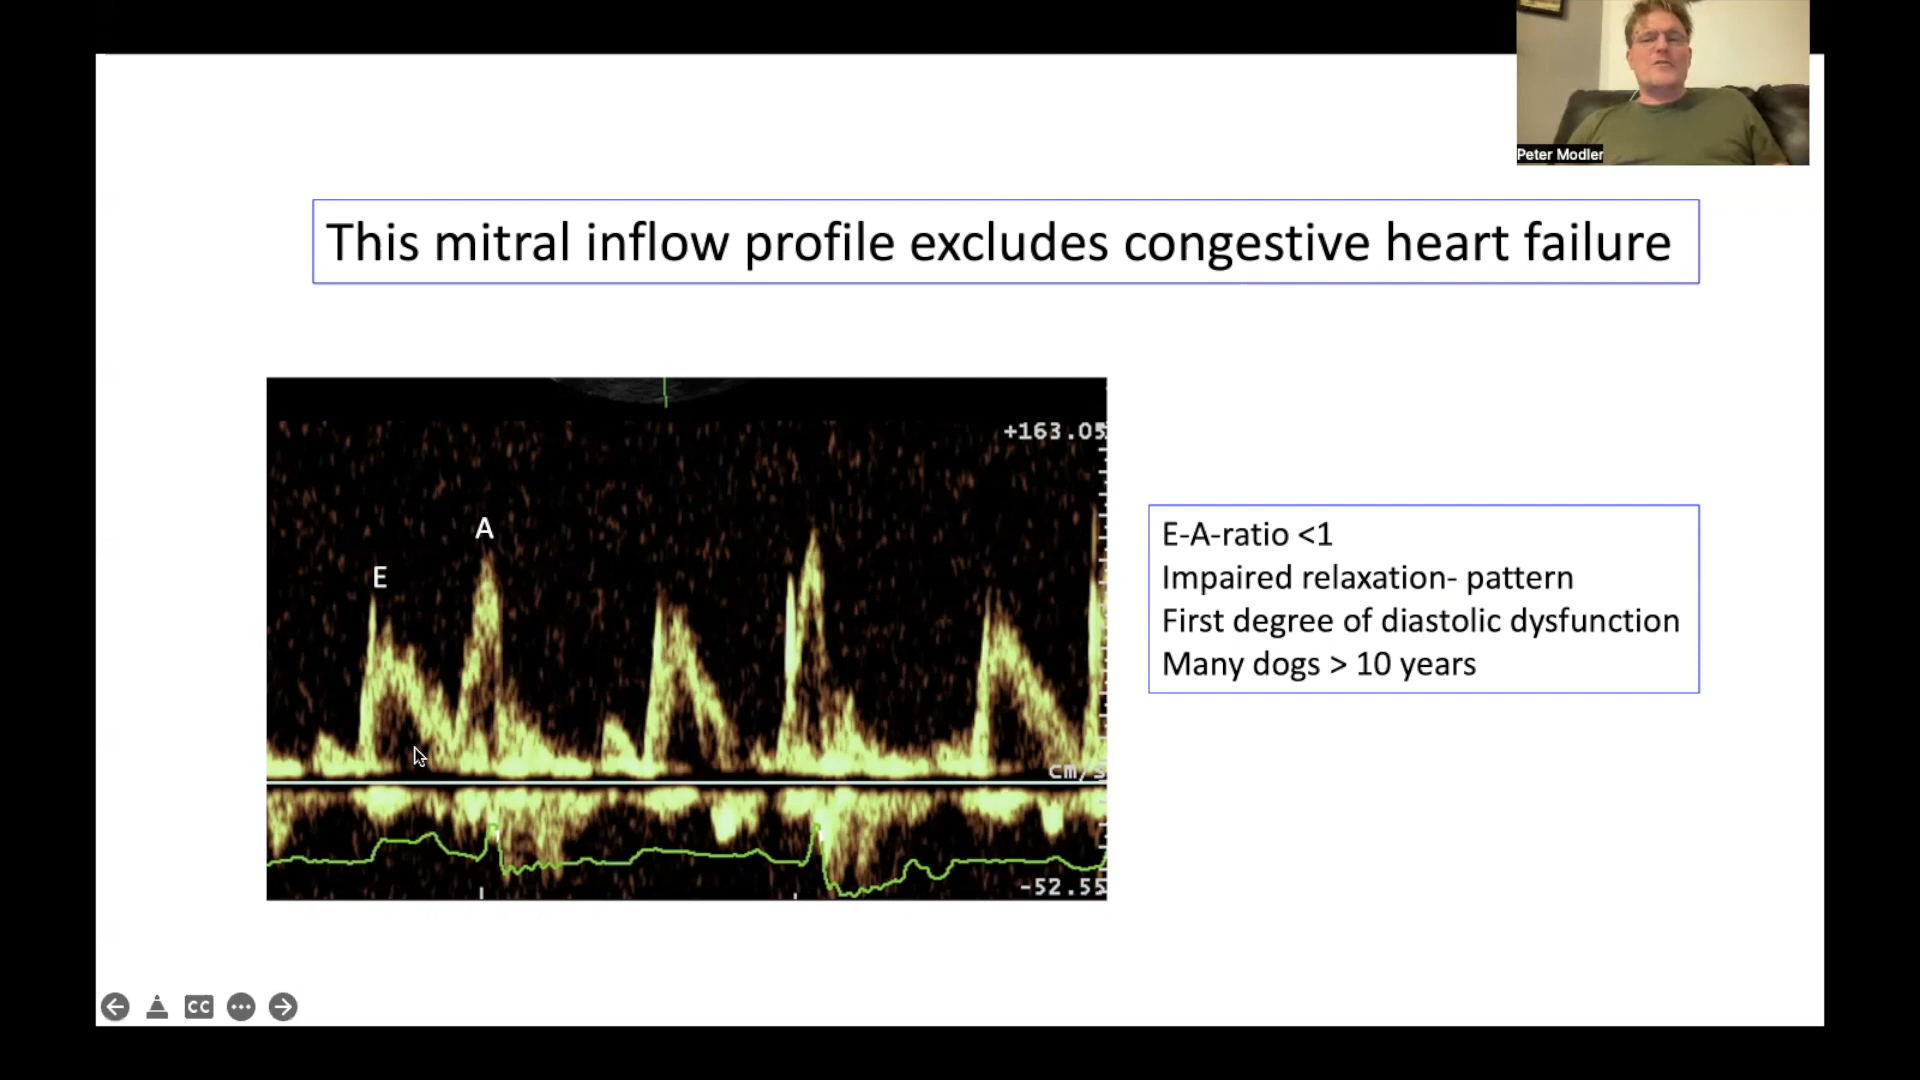 Peter Modler
This mitral inflow profile excludes congestive heart failure
+163.05
A
E
cm/s
-52.55
E-A-ratio <1
Impaired relaxation- pattern
First degree of diastolic dysfunction
Many dogs > 10 years
CC